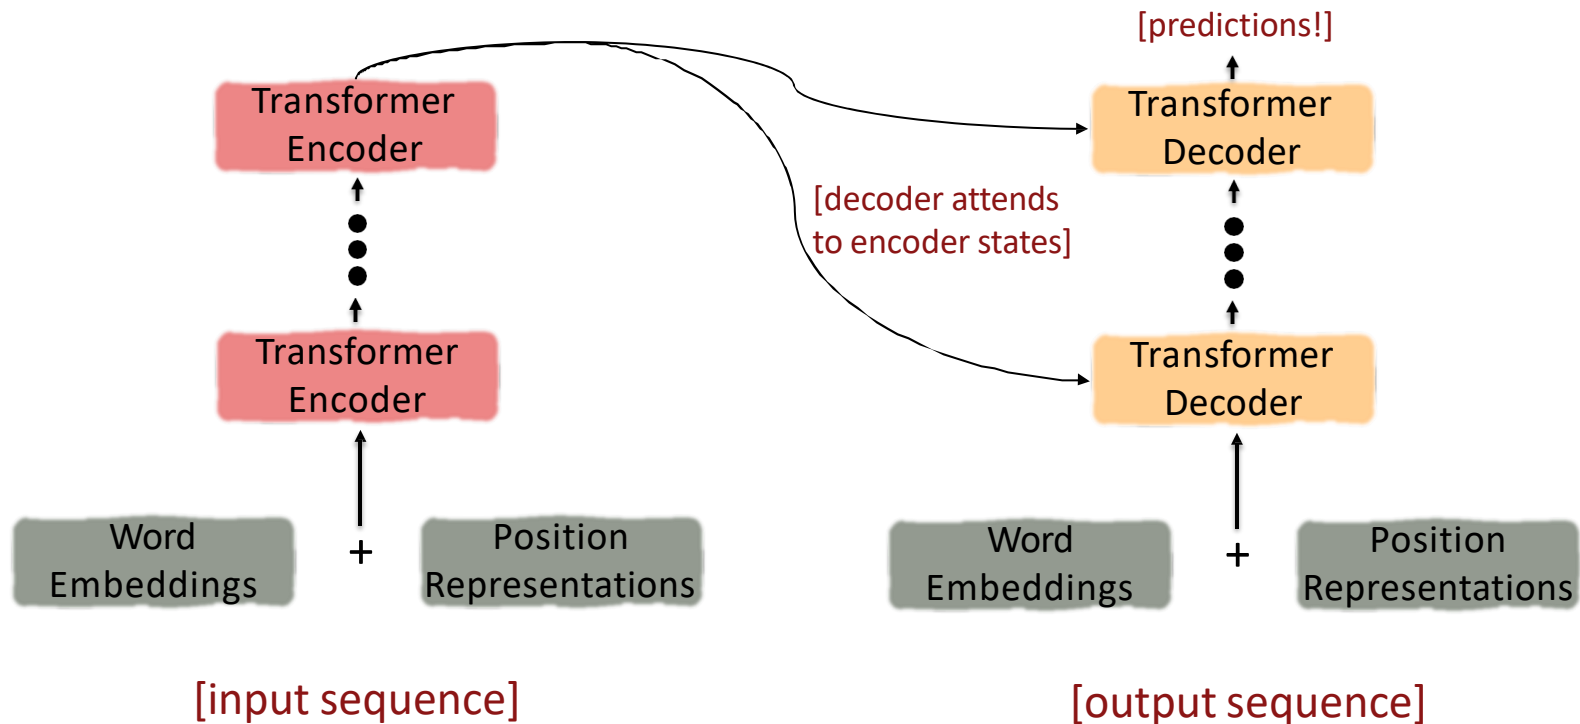 [predictions!]
Transformer
Encoder
Transformer
Decoder
[decoder attends
to encoder states]
Transformer
Encoder
Transformer
Decoder
Word
Embeddings
+
Position
Representations
Word
Embeddings
+
Position
Representations
[input sequence]
[output sequence]